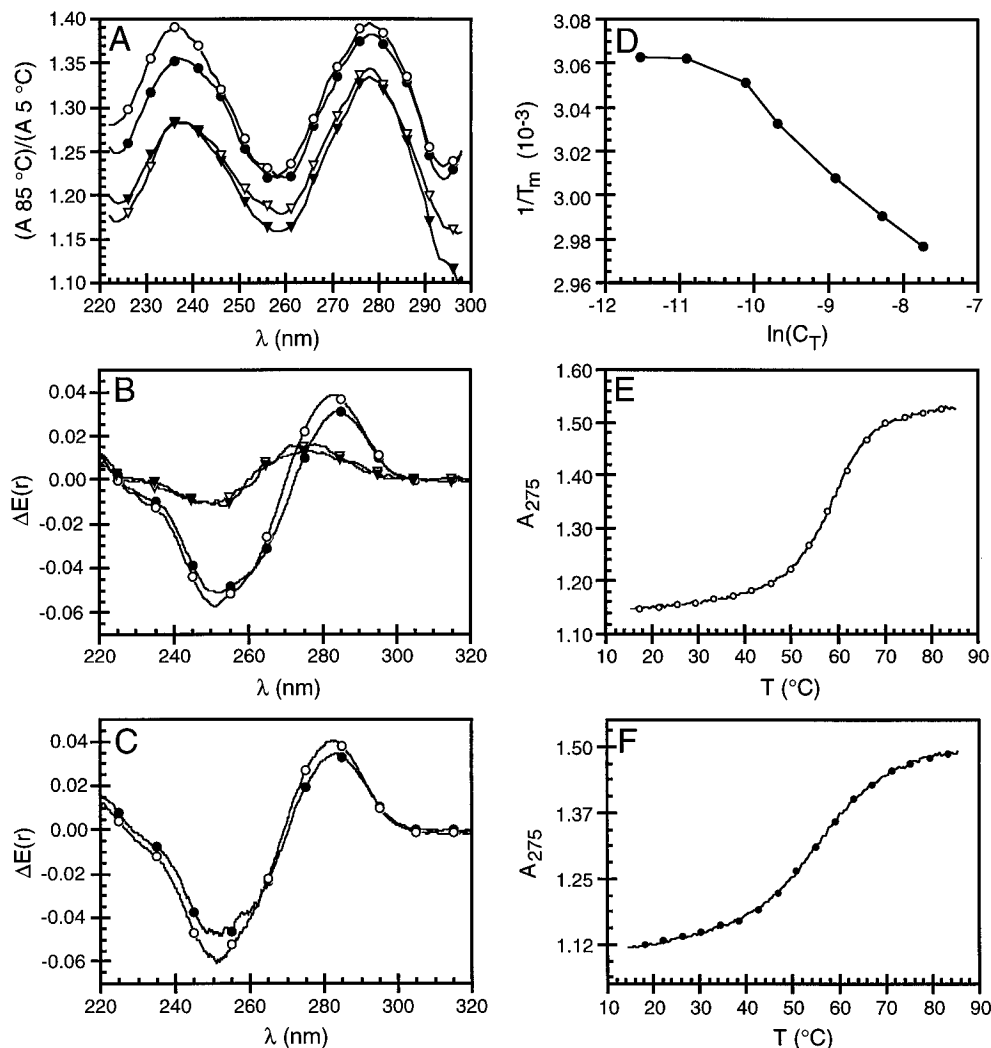 A
(A 85 °C)/(A 5 °C)
1.40
1.35
1.30
1.25
1.20
1.15
1.10
220 230 240 250 260 270 280 290 300
λ (nm)
D
1/Tm (10-3)
3.08
3.06
3.04
3.02
3.00
2.98
2.96
-12 -11 -10 -9 -8 -7
ln(CT)
B
ΔE(r)
0.04
0.02
0.00
-0.02
-0.04
-0.06
220 240 260 280 300 320
λ (nm)
E
A275
1.60
1.50
1.40
1.30
1.20
1.10
10 20 30 40 50 60 70 80 90
T (°C)
C
ΔE(r)
0.04
0.02
0.00
-0.02
-0.04
-0.06
220 240 260 280 300 320
λ (nm)
F
A275
1.50
1.37
1.25
1.12
10 20 30 40 50 60 70 80 90
T (°C)